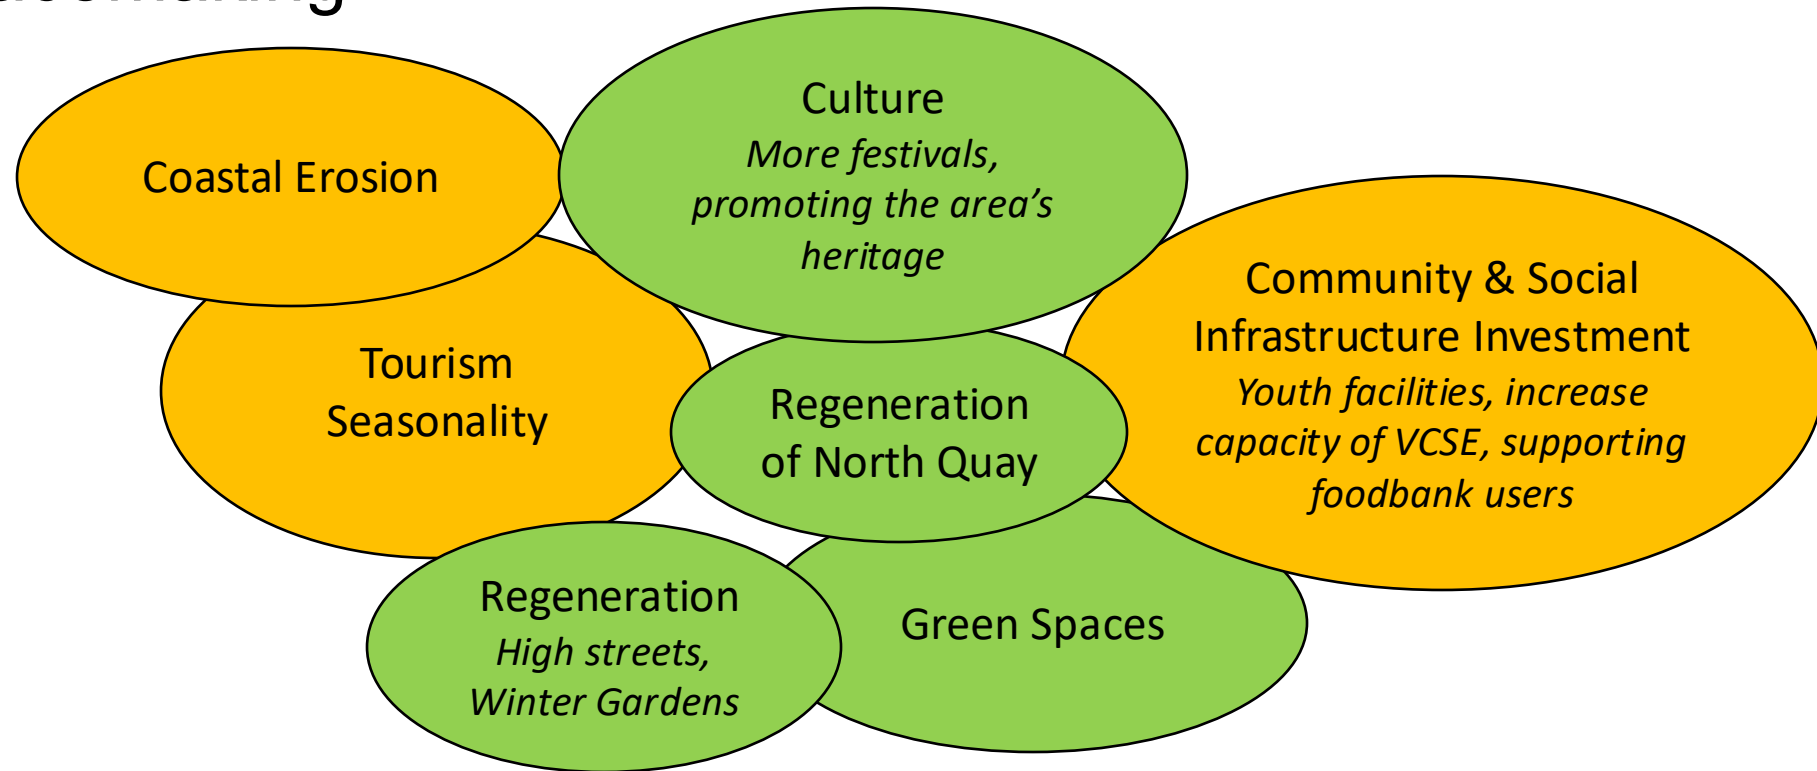 Coastal Erosion
Culture
More festivals,
promoting the area's
heritage
Community & Social
Infrastructure Investment
Youth facilities, increase
capacity of VCSE, supporting
foodbank users
Tourism
Seasonality
Regeneration
of North Quay
Regeneration
High streets,
Winter Gardens
Green Spaces